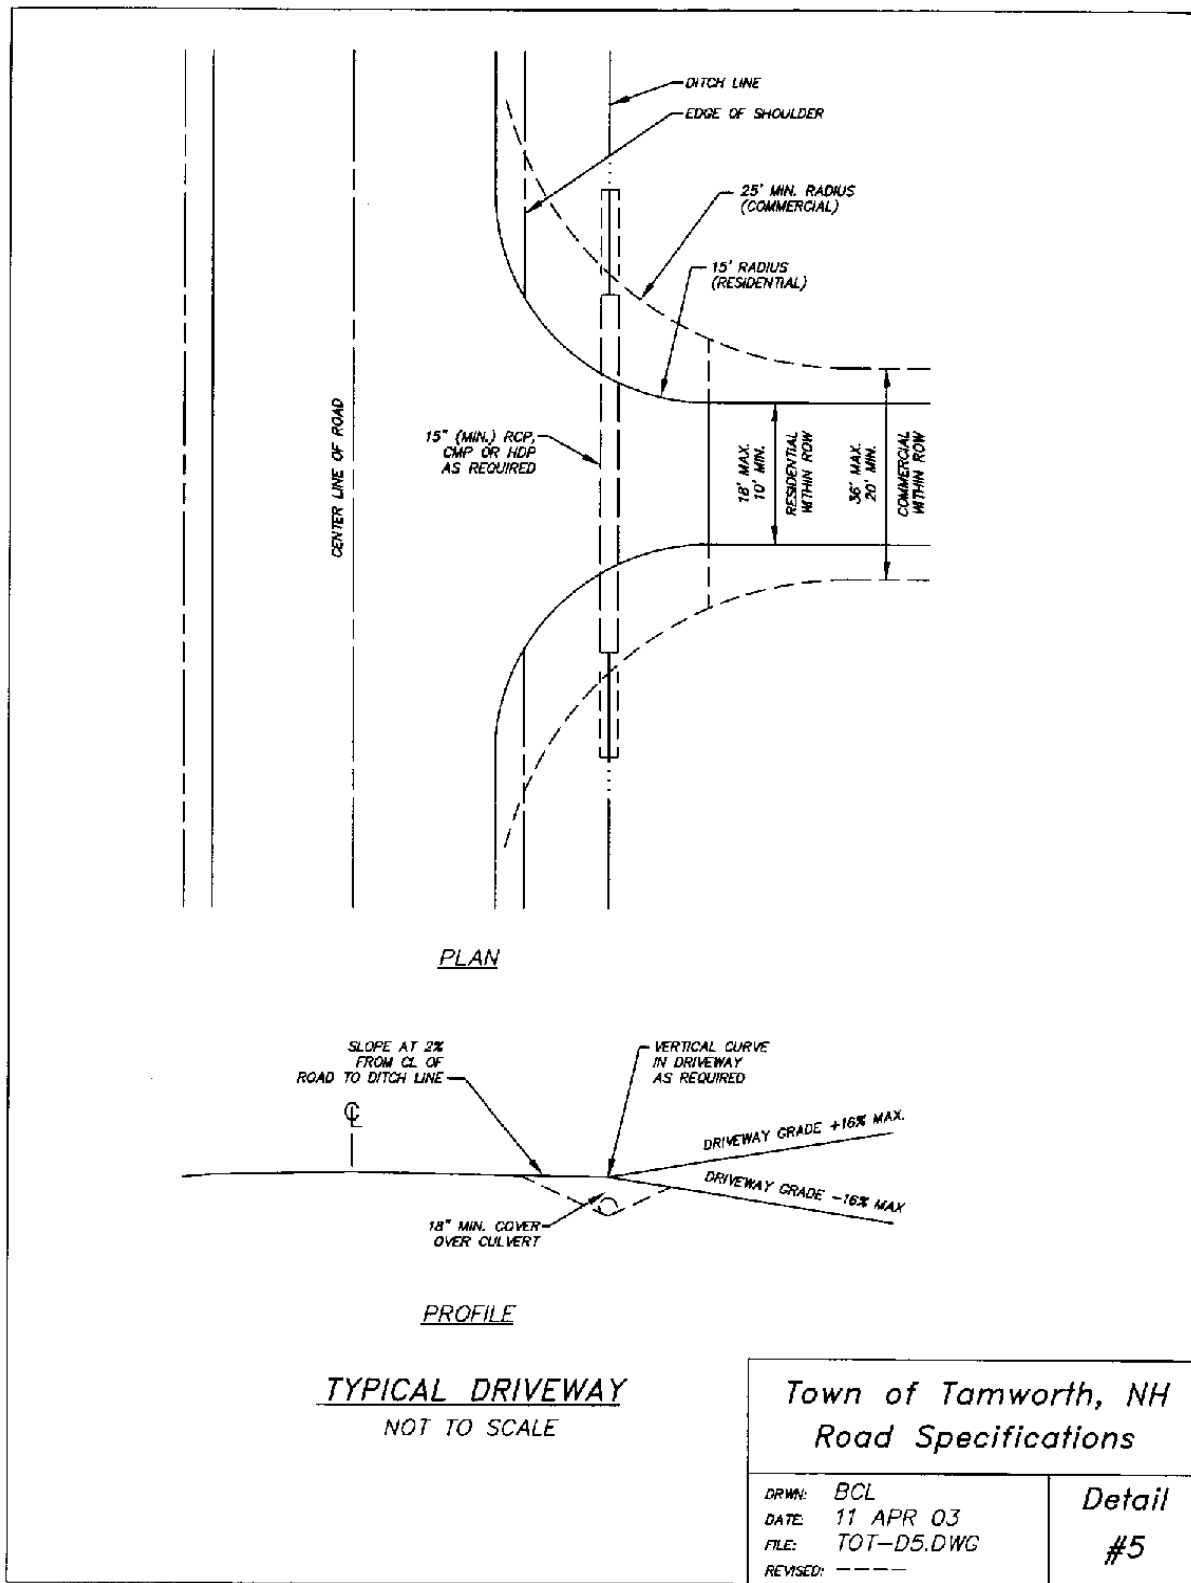 DITCH LINE
EDGE OF SHOULDER
25' MIN. RADIUS
(COMMERCIAL)
15' RADIUS
(RESIDENTIAL)
CENTER LINE OF ROAD
15" (MIN.) RCP,
CMP OR HDP
AS REQUIRED
18' MAX.
10' MIN.
RESIDENTIAL
WITHIN ROW
36' MAX.
20' MIN.
COMMERCIAL
WITHIN ROW
PLAN
SLOPE AT 2%
FROM CL OF
ROAD TO DITCH LINE
VERTICAL CURVE
IN DRIVEWAY
AS REQUIRED
℄
DRIVEWAY GRADE +16% MAX.
DRIVEWAY GRADE -16% MAX
18" MIN. COVER
OVER CULVERT
PROFILE
TYPICAL DRIVEWAY
NOT TO SCALE
Town of Tamworth, NH
Road Specifications
DRWN: BCL
DATE: 11 APR 03
FILE: TOT-D5.DWG
REVISED: ----
Detail
#5